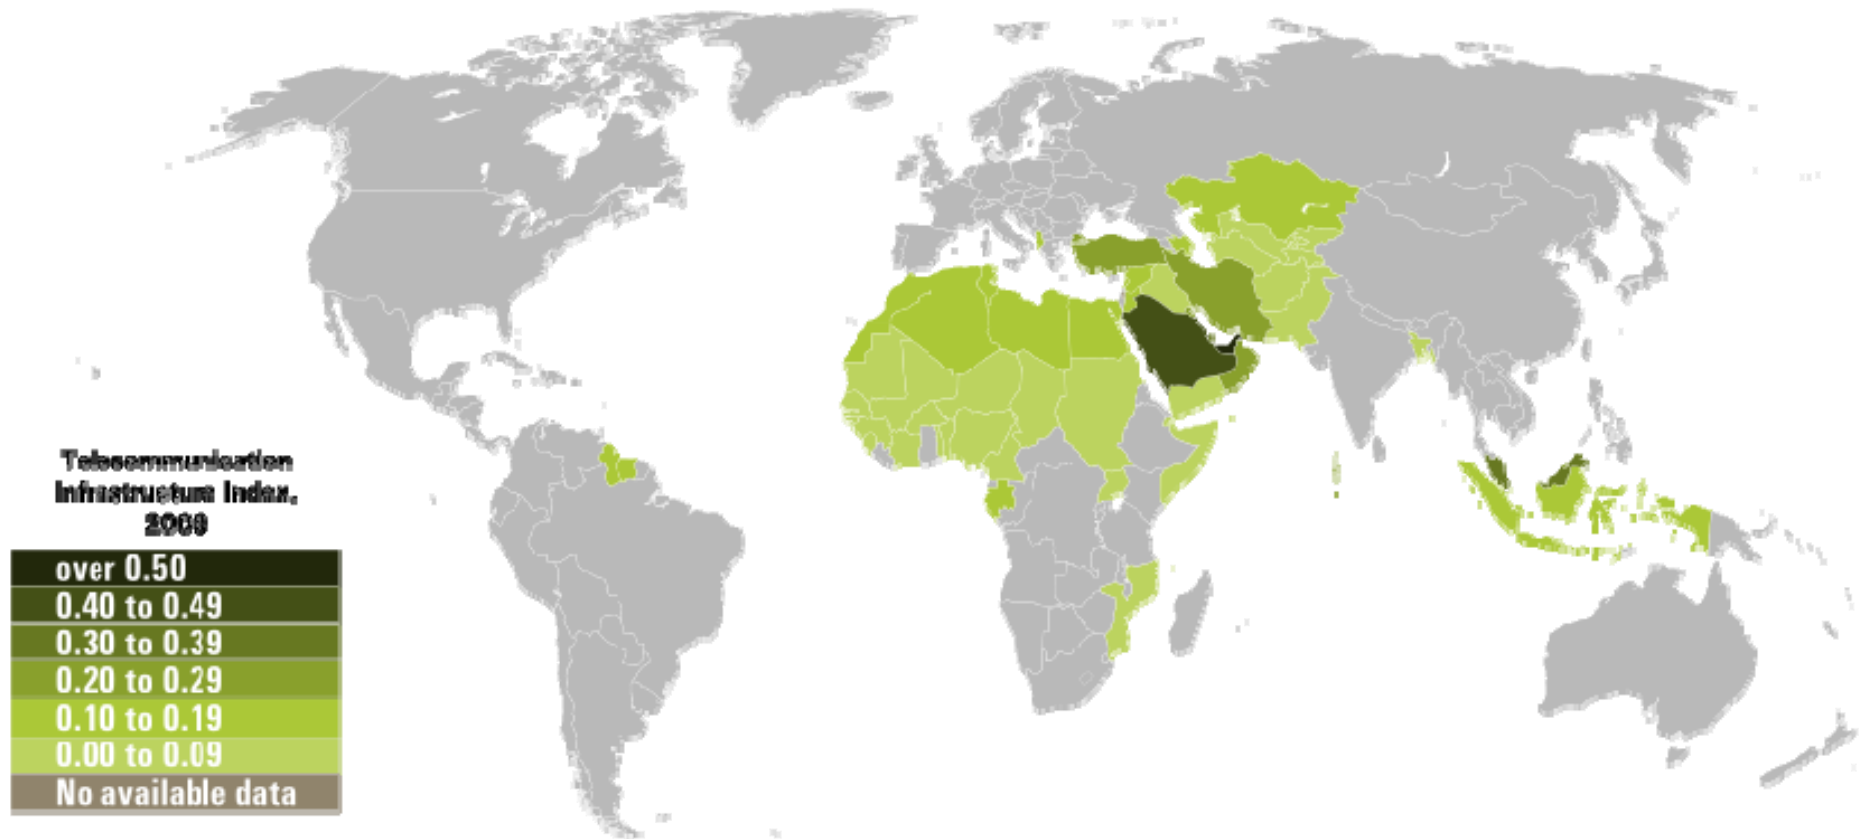 Telecommunication
Infrastructure Index,
over 0.50
0.40 to 0.49
0.30 to 0.39
0.20 to 0.29
0.10 to 0.19
0.00 to 0.09
No available data